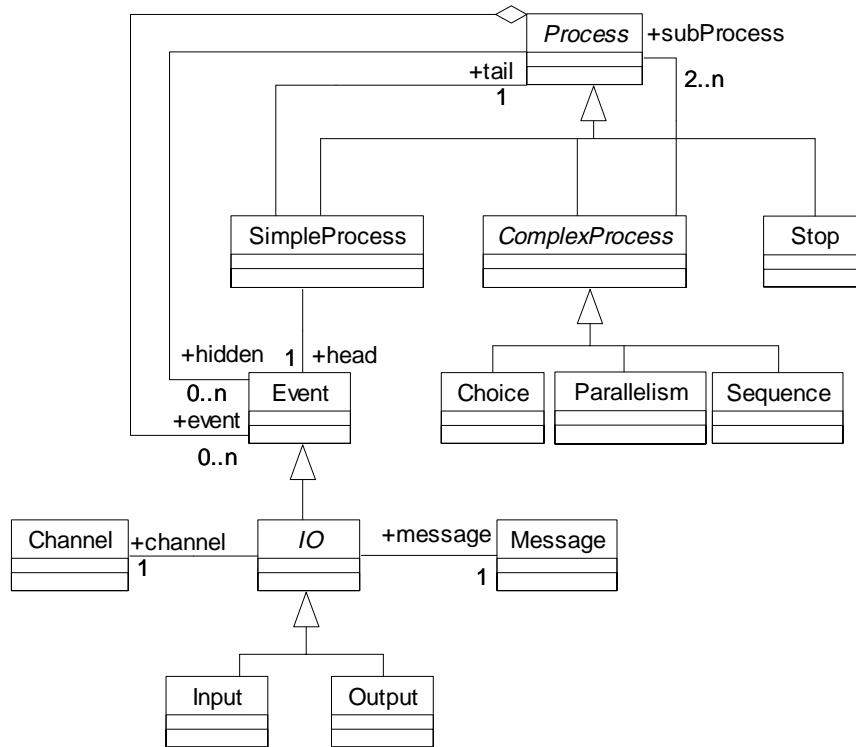 Process
+subProcess
+tail
1
2..n
SimpleProcess
ComplexProcess
Stop
+hidden
1
+head
0..n
Event
Choice
Parallelism
Sequence
+event
0..n
Channel
+channel
1
IO
+message
1
Message
Input
Output